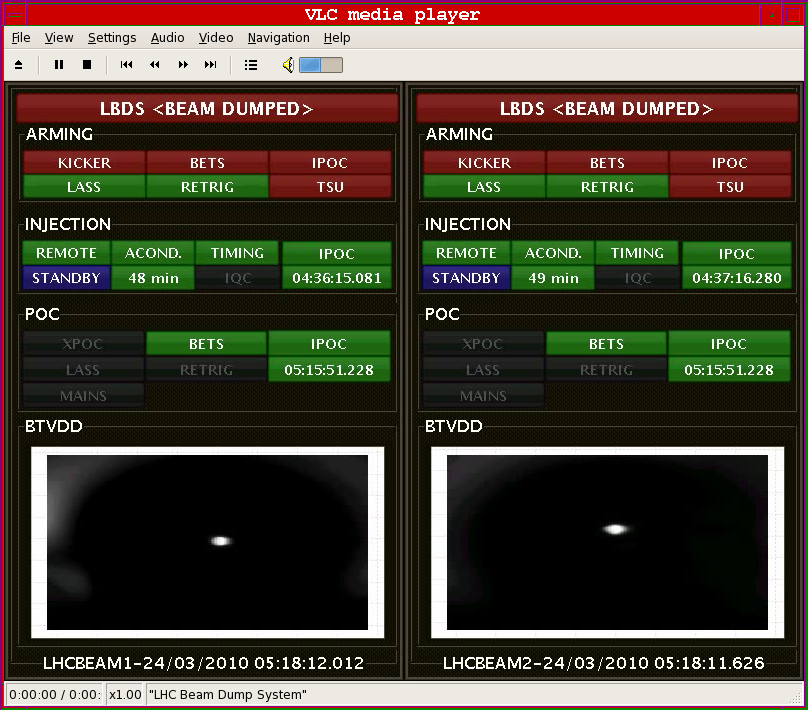 VLC media player
File View Settings Audio Video Navigation Help
LBDS <BEAM DUMPED>
ARMING
KICKER BETS IPOC
LASS RETRIG TSU
INJECTION
REMOTE ACOND. TIMING IPOC
STANDBY 48 min IQC 04:36:15.081
POC
XPOC BETS IPOC
LASS RETRIG 05:15:51.228
MAINS
BTVDD
LHCBEAM1-24/03/2010 05:18:12.012
LBDS <BEAM DUMPED>
ARMING
KICKER BETS IPOC
LASS RETRIG TSU
INJECTION
REMOTE ACOND. TIMING IPOC
STANDBY 49 min IQC 04:37:16.280
POC
XPOC BETS IPOC
LASS RETRIG 05:15:51.228
MAINS
BTVDD
LHCBEAM2-24/03/2010 05:18:11.626
0:00:00 / 0:00: x1.00 "LHC Beam Dump System"